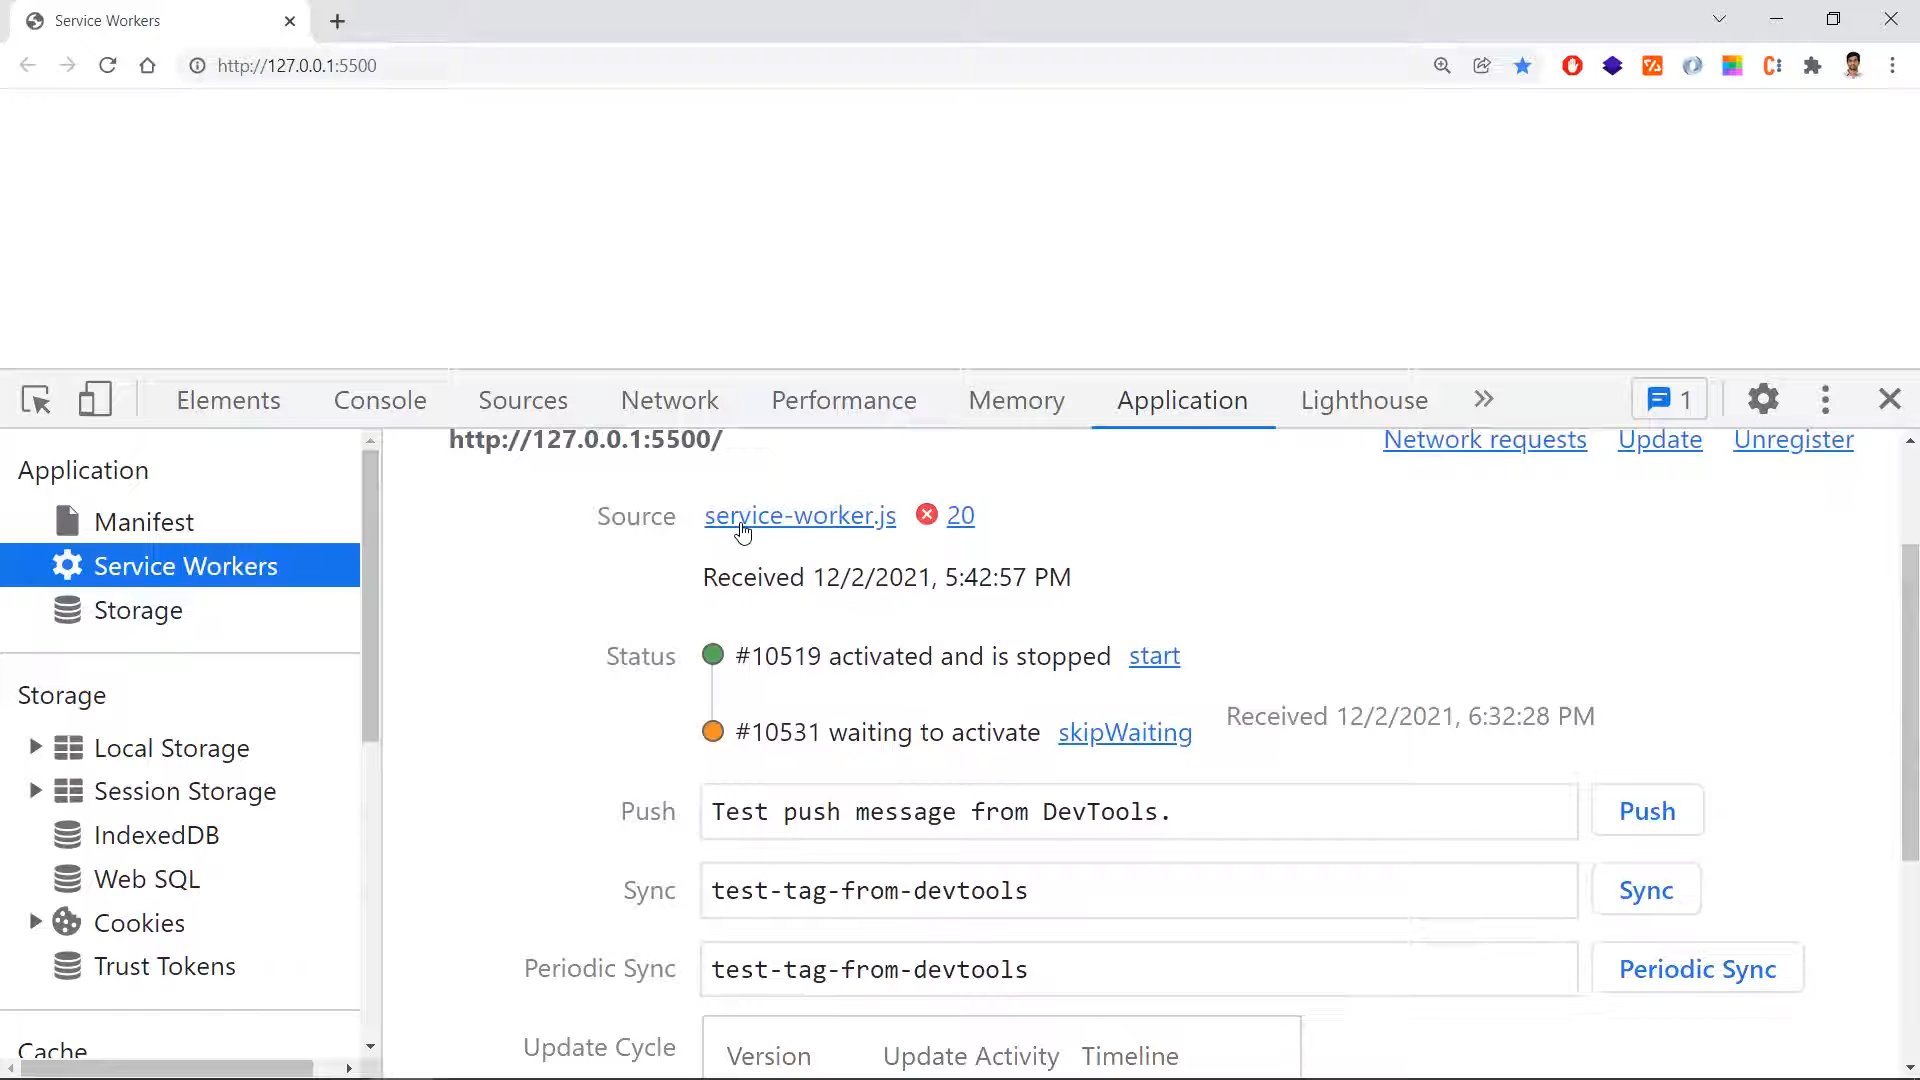 Service Workers
http://127.0.0.1:5500
Elements Console Sources Network Performance Memory Application Lighthouse 1
Application
Manifest
Service Workers
Storage
Storage
Local Storage
Session Storage
IndexedDB
Web SQL
Cookies
Trust Tokens
Cache
http://127.0.0.1:5500/ Network requests Update Unregister
Source service-worker.js 20
Received 12/2/2021, 5:42:57 PM
Status #10519 activated and is stopped start
#10531 waiting to activate skipWaiting Received 12/2/2021, 6:32:28 PM
Push Test push message from DevTools. Push
Sync test-tag-from-devtools Sync
Periodic Sync test-tag-from-devtools Periodic Sync
Update Cycle Version Update Activity Timeline